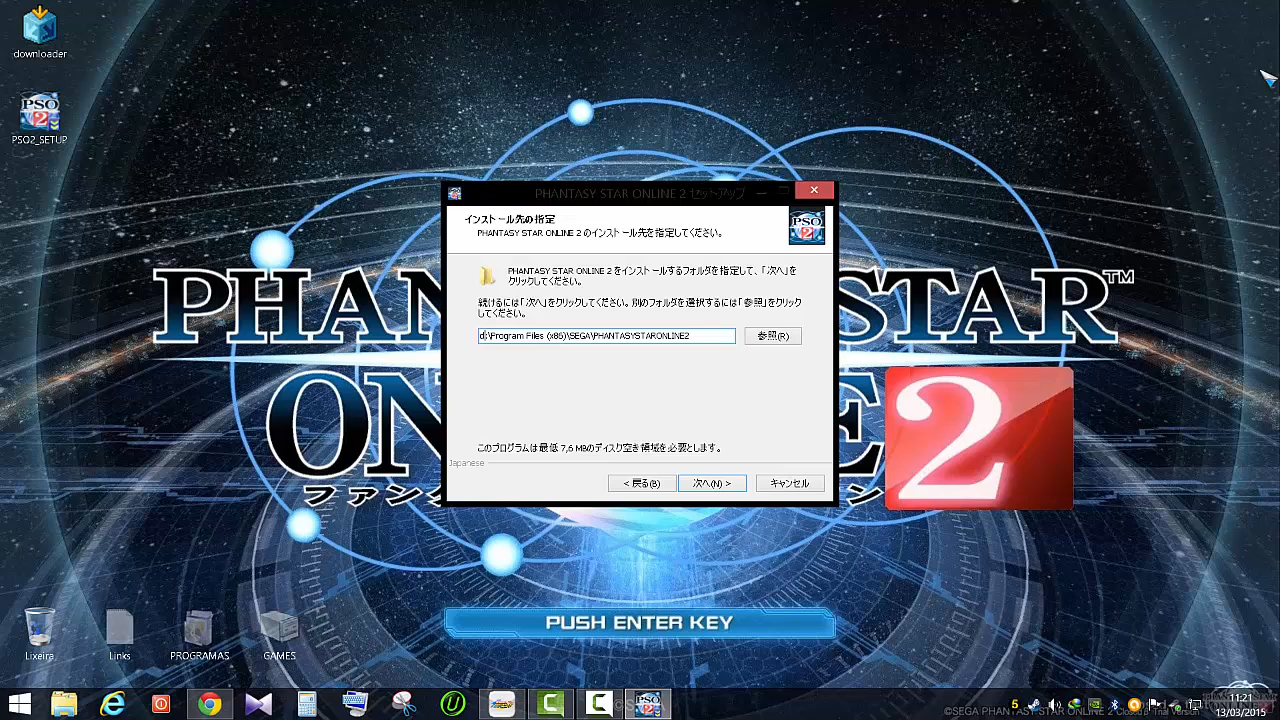 downloader
PSO2_SETUP
PHANTASY STAR ONLINE 2 セットアップ
インストール先の指定
PHANTASY STAR ONLINE 2 のインストール先を指定してください。
PSO
2
PHANTASY STAR ONLINE 2 をインストールするフォルダを指定して、「次へ」を
クリックしてください。
続けるには「次へ」をクリックしてください。別のフォルダを選択するには「参照」をクリック
してください。
d:\Program Files (x86)\SEGA\PHANTASYSTARONLINE2
参照(R)
このプログラムは最低 7.6 MBのディスク空き領域を必要とします。
Japanese
< 戻る(B)
次へ(N) >
キャンセル
2
PUSH ENTER KEY
Lixeira
Links
PROGRAMAS
GAMES
5
11:21
13/03/2015